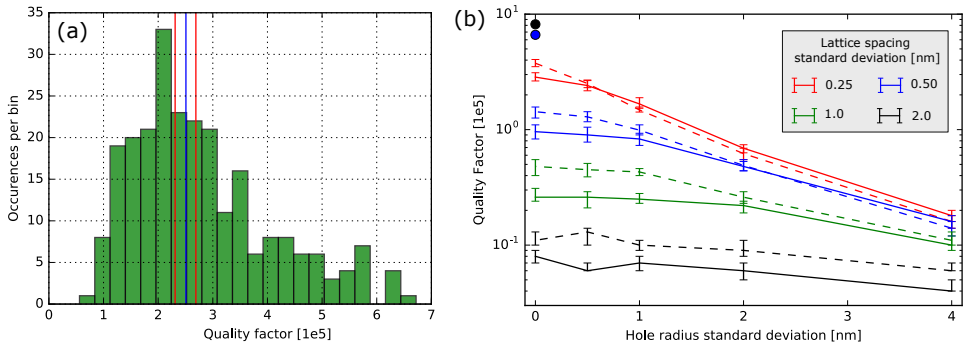 (a)
35
30
25
20
15
10
5
0
Occurences per bin
0 1 2 3 4 5 6 7
Quality factor [1e5]
(b)
10^1
10^0
10^-1
Quality Factor [1e5]
Lattice spacing
standard deviation [nm]
0.25 0.50
1.0 2.0
0 1 2 3 4
Hole radius standard deviation [nm]